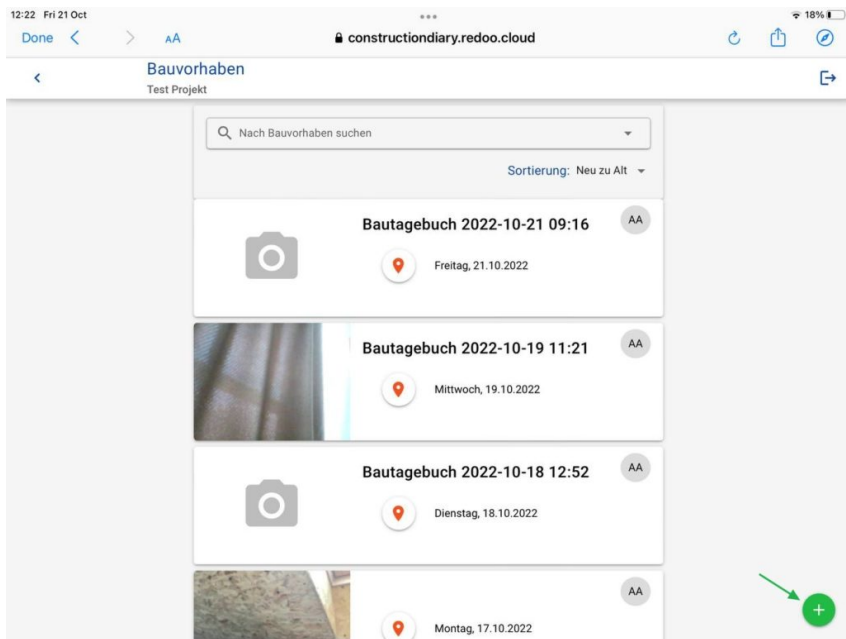 12:22 Fri 21 Oct
18%
Done
AA
constructiondiary.redoo.cloud
Bauvorhaben
Test Projekt
Nach Bauvorhaben suchen
Sortierung: Neu zu Alt
Bautagebuch 2022-10-21 09:16
AA
Freitag, 21.10.2022
Bautagebuch 2022-10-19 11:21
AA
Mittwoch, 19.10.2022
Bautagebuch 2022-10-18 12:52
AA
Dienstag, 18.10.2022
AA
Montag, 17.10.2022